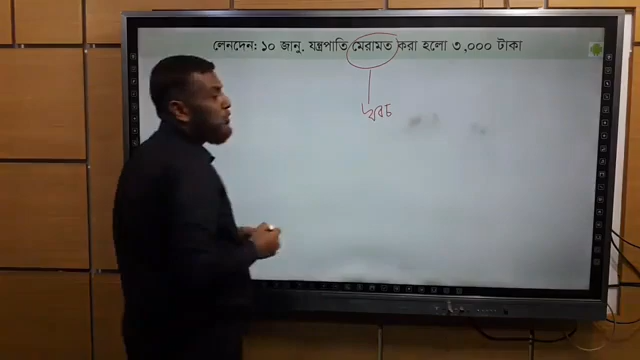 লেনদেন: ১০ জানু. যন্ত্রপাতি মেরামত করা হলো ৩,০০০ টাকা
খরচ